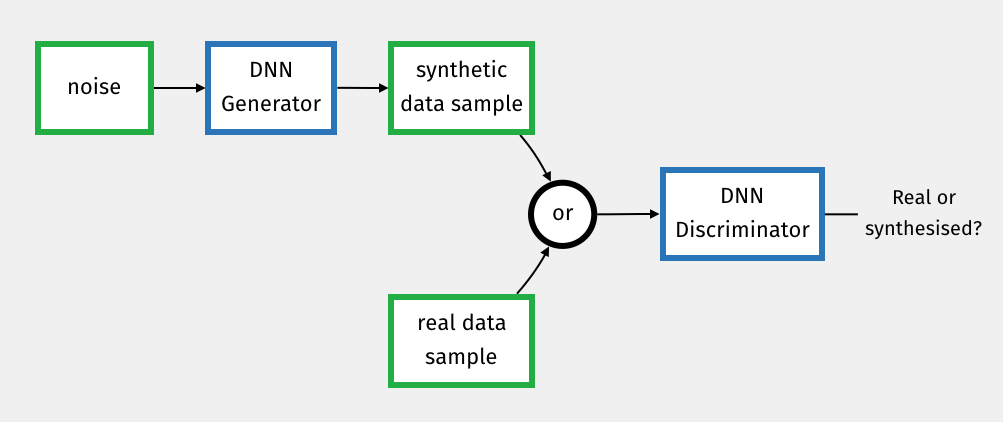 noise
DNN
Generator
synthetic
data sample
or
DNN
Discriminator
Real or
synthesised?
real data
sample